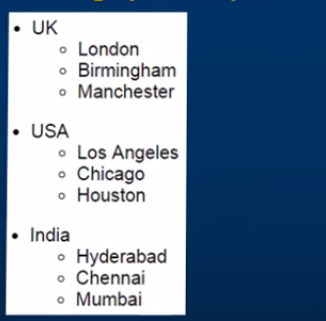 UK
London
Birmingham
Manchester
USA
Los Angeles
Chicago
Houston
India
Hyderabad
Chennai
Mumbai